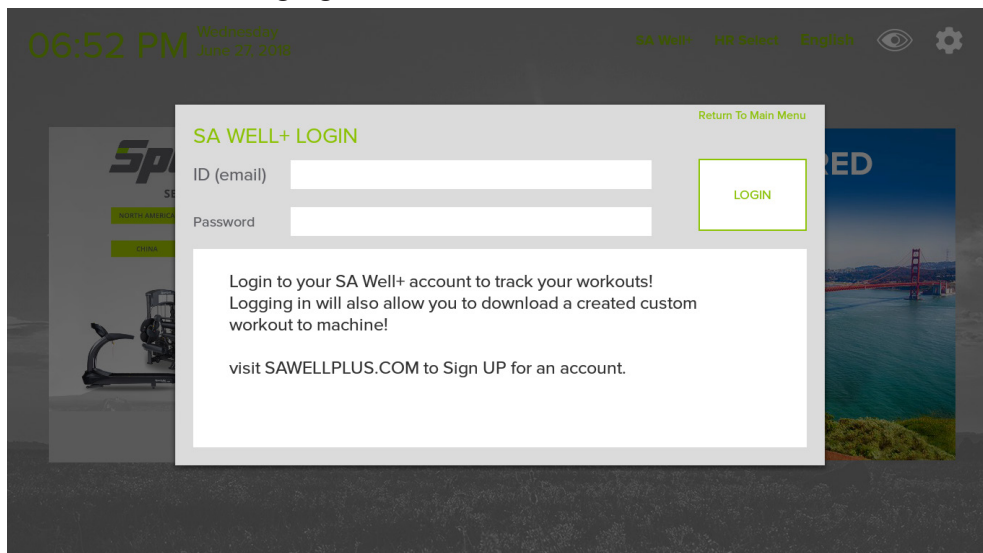 06:52 PM
Wednesday
SA Well+ HR Select English
Return To Main Menu
SA WELL+ LOGIN
ID (email)
LOGIN
Password
NORTH AMERICA
CHINA
Login to your SA Well+ account to track your workouts!
Logging in will also allow you to download a created custom
workout to machine!
visit SAWELLPLUS.COM to Sign UP for an account.